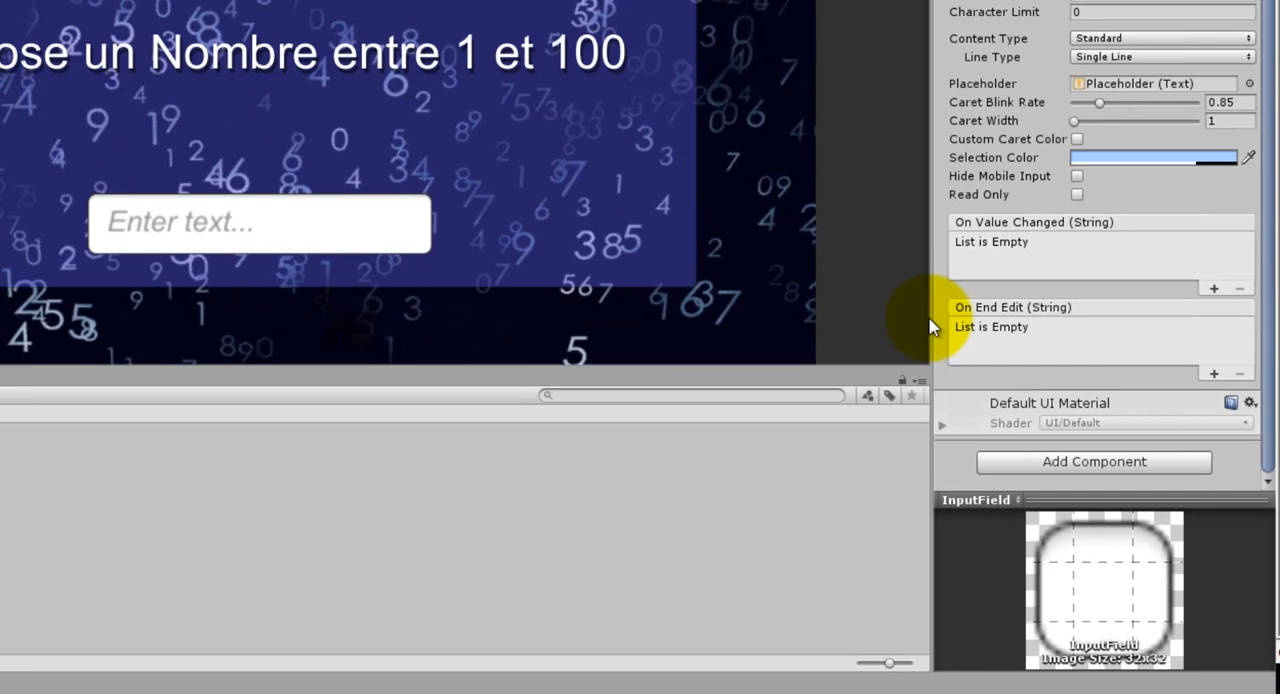 ose un Nombre entre 1 et 100
Enter text...
Character Limit 0
Content Type Standard
Line Type Single Line
Placeholder Placeholder (Text)
Caret Blink Rate 0.85
Caret Width 1
Custom Caret Color
Selection Color
Hide Mobile Input
Read Only
On Value Changed (String)
List is Empty
+ −
On End Edit (String)
List is Empty
+ −
Default UI Material
Shader UI/Default
Add Component
InputField
InputField
Image Size: 32x32